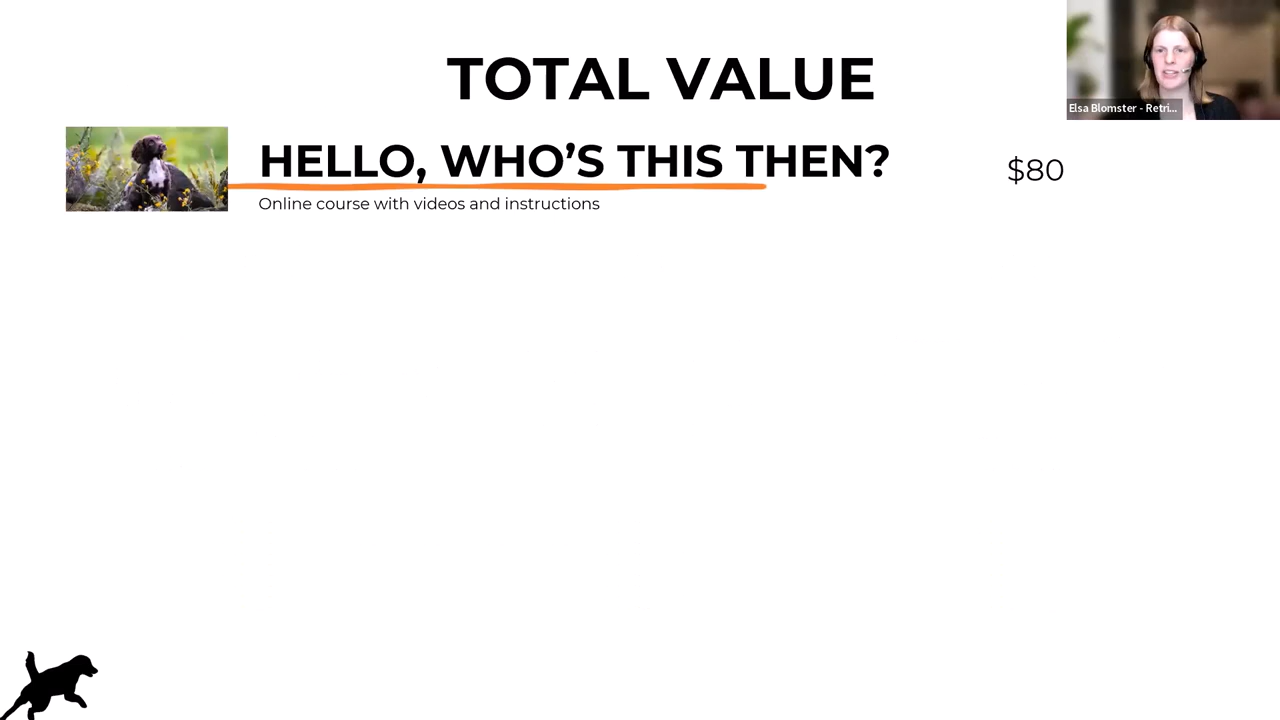 TOTAL VALUE
Elsa Blomster - Retri...
HELLO, WHO’S THIS THEN?
$80
Online course with videos and instructions